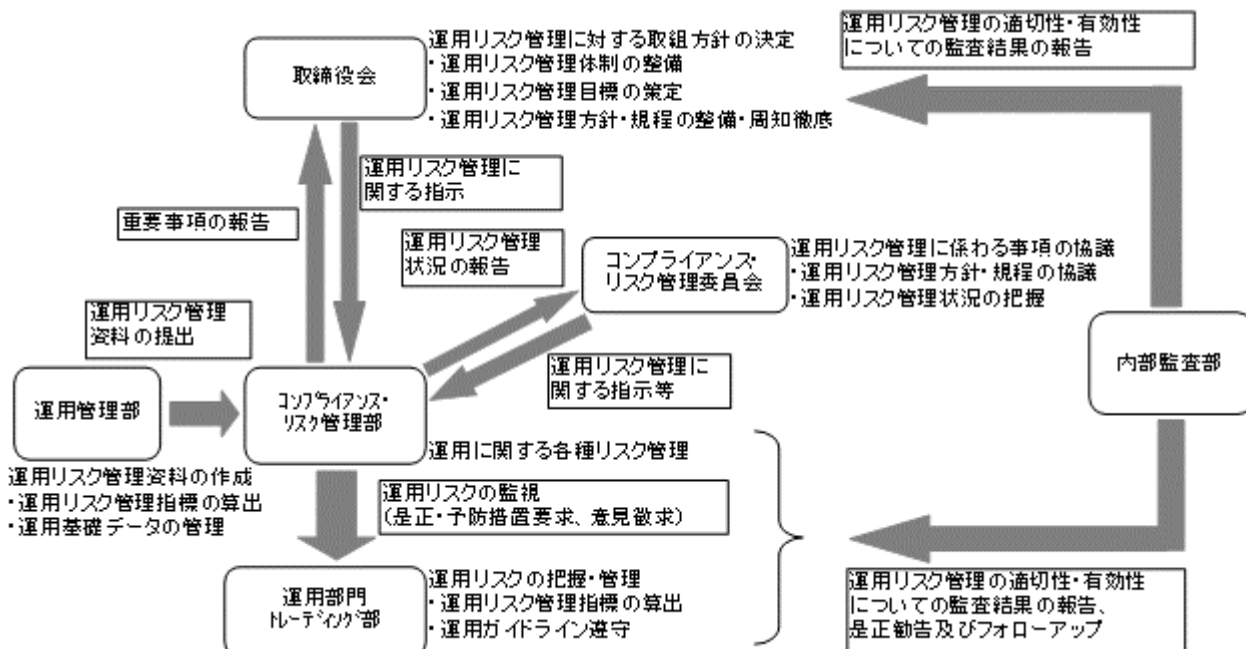 取締役会
運用リスク管理に対する取組方針の決定
・運用リスク管理体制の整備
・運用リスク管理目標の策定
・運用リスク管理方針・規程の整備・周知徹底
運用リスク管理の適切性・有効性
についての監査結果の報告
運用リスク管理に
関する指示
重要事項の報告
運用リスク管理
状況の報告
コンプライアンス・
リスク管理委員会
運用リスク管理に係わる事項の協議
・運用リスク管理方針・規程の協議
・運用リスク管理状況の把握
運用リスク管理
資料の提出
運用リスク管理に
関する指示等
内部監査部
運用管理部
コンプライアンス・
リスク管理部
運用に関する各種リスク管理
運用リスク管理資料の作成
・運用リスク管理指標の算出
・運用基礎データの管理
運用リスクの監視
(是正・予防措置要求、意見徴求)
運用部門
トレーディング部
運用リスクの把握・管理
・運用リスク管理指標の算出
・運用ガイドライン遵守
運用リスク管理の適切性・有効性
についての監査結果の報告、
是正勧告及びフォローアップ